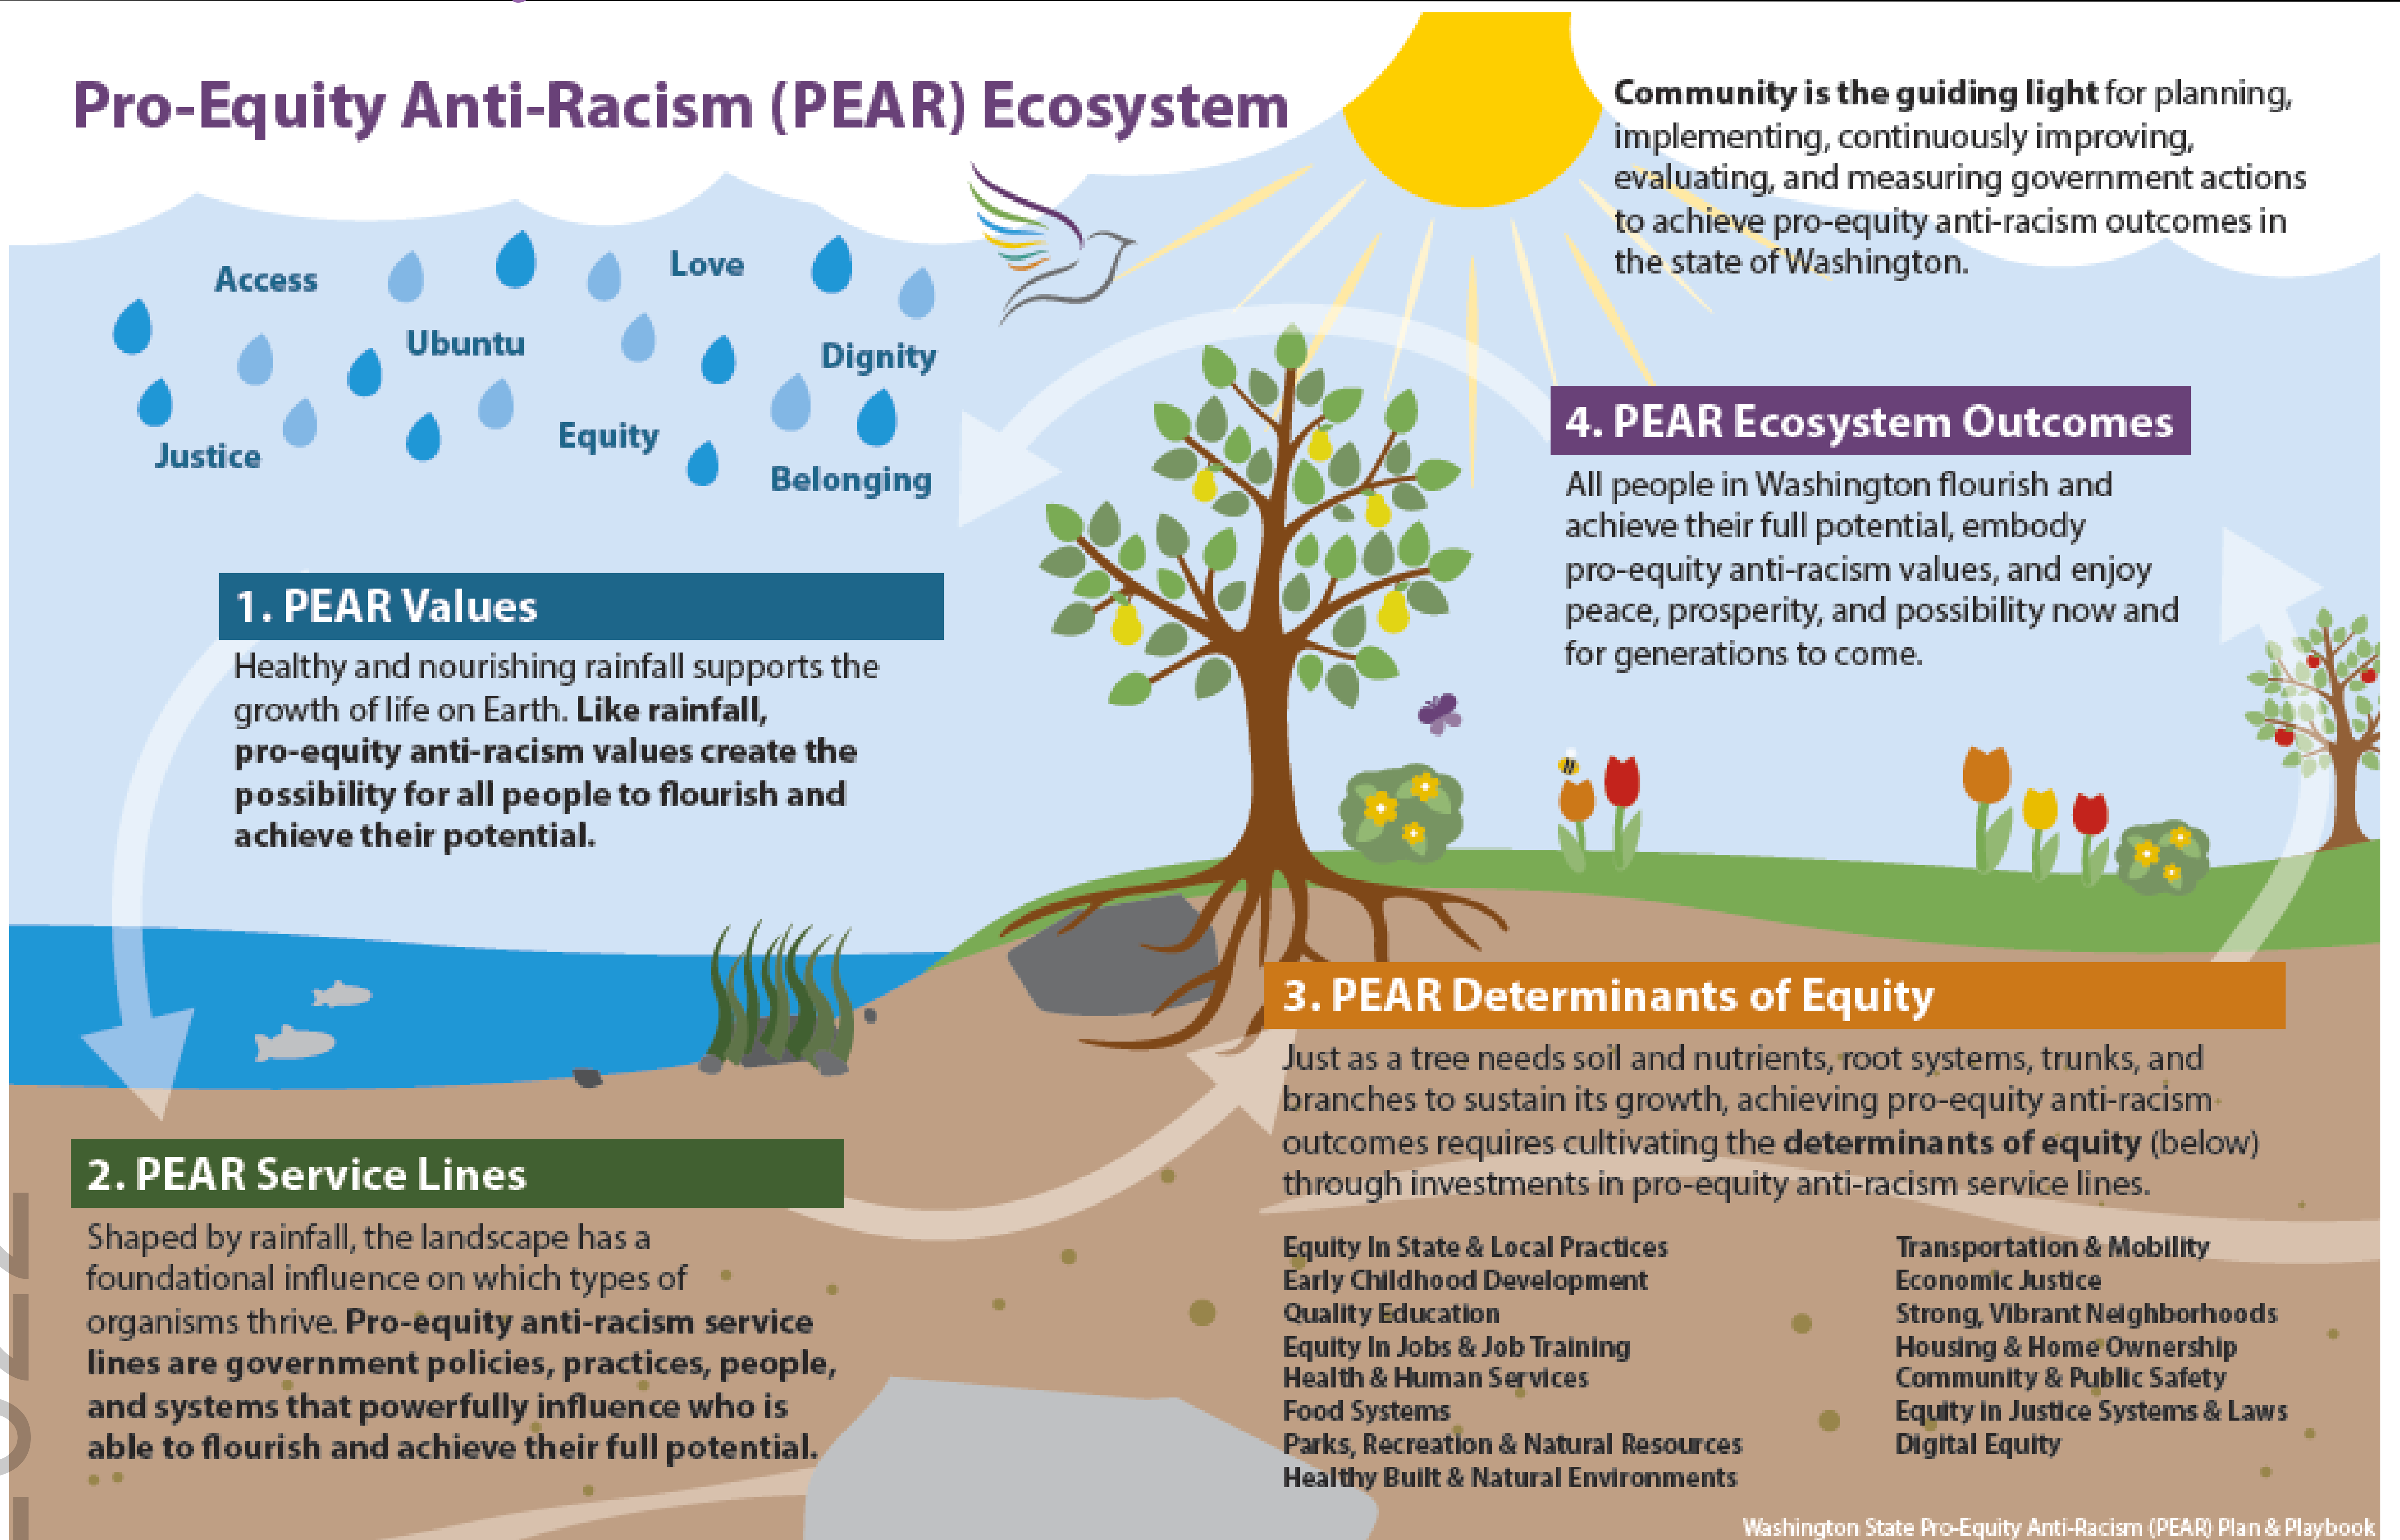 Pro-Equity Anti-Racism (PEAR) Ecosystem
Community is the guiding light for planning,
implementing, continuously improving,
evaluating, and measuring government actions
to achieve pro-equity anti-racism outcomes in
the state of Washington.
Access
Love
Ubuntu
Dignity
Justice
Equity
Belonging
1. PEAR Values
Healthy and nourishing rainfall supports the
growth of life on Earth. Like rainfall,
pro-equity anti-racism values create the
possibility for all people to flourish and
achieve their potential.
2. PEAR Service Lines
Shaped by rainfall, the landscape has a
foundational influence on which types of
organisms thrive. Pro-equity anti-racism service
lines are government policies, practices, people,
and systems that powerfully influence who is
able to flourish and achieve their full potential.
3. PEAR Determinants of Equity
Just as a tree needs soil and nutrients, root systems, trunks, and
branches to sustain its growth, achieving pro-equity anti-racism
outcomes requires cultivating the determinants of equity (below)
through investments in pro-equity anti-racism service lines.
Equity In State & Local Practices
Early Childhood Development
Quality Education
Equity In Jobs & Job Training
Health & Human Services
Food Systems
Parks, Recreation & Natural Resources
Healthy Built & Natural Environments
Transportation & Mobility
Economic Justice
Strong, Vibrant Neighborhoods
Housing & Home Ownership
Community & Public Safety
Equity in Justice Systems & Laws
Digital Equity
4. PEAR Ecosystem Outcomes
All people in Washington flourish and
achieve their full potential, embody
pro-equity anti-racism values, and enjoy
peace, prosperity, and possibility now and
for generations to come.
Washington State Pro-Equity Anti-Racism (PEAR) Plan & Playbook